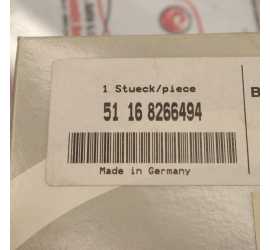 1 Stueck/piece
B
51 16 8266494
Made in Germany